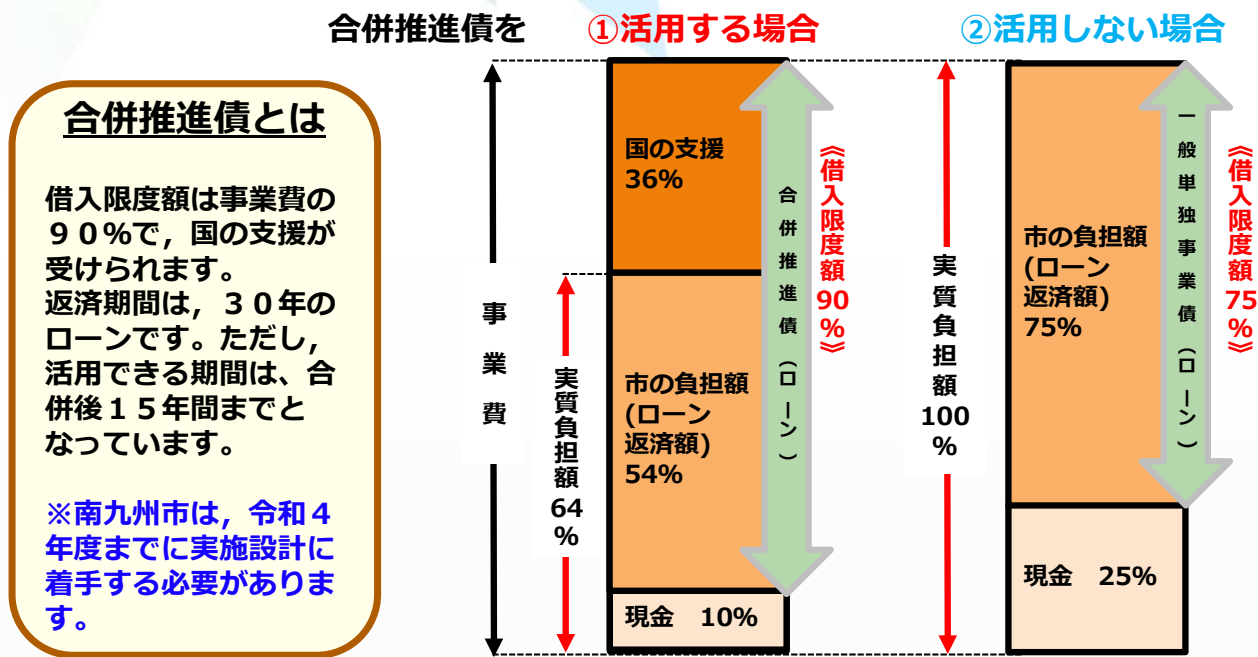 合併推進債を ①活用する場合 ②活用しない場合
合併推進債とは
借入限度額は事業費の
９０％で，国の支援が
受けられます。
返済期間は，３０年の
ローンです。ただし，
活用できる期間は、合
併後１５年間までと
なっています。
※南九州市は，令和４
年度までに実施設計に
着手する必要がありま
す。
事業費
実質負担額64%
国の支援
36%
市の負担額
(ローン
返済額)
54%
現金 10%
合併推進債（ローン）
《借入限度額90%》
実質負担額100%
市の負担額
(ローン
返済額)
75%
現金 25%
一般単独事業債（ローン）
《借入限度額75%》